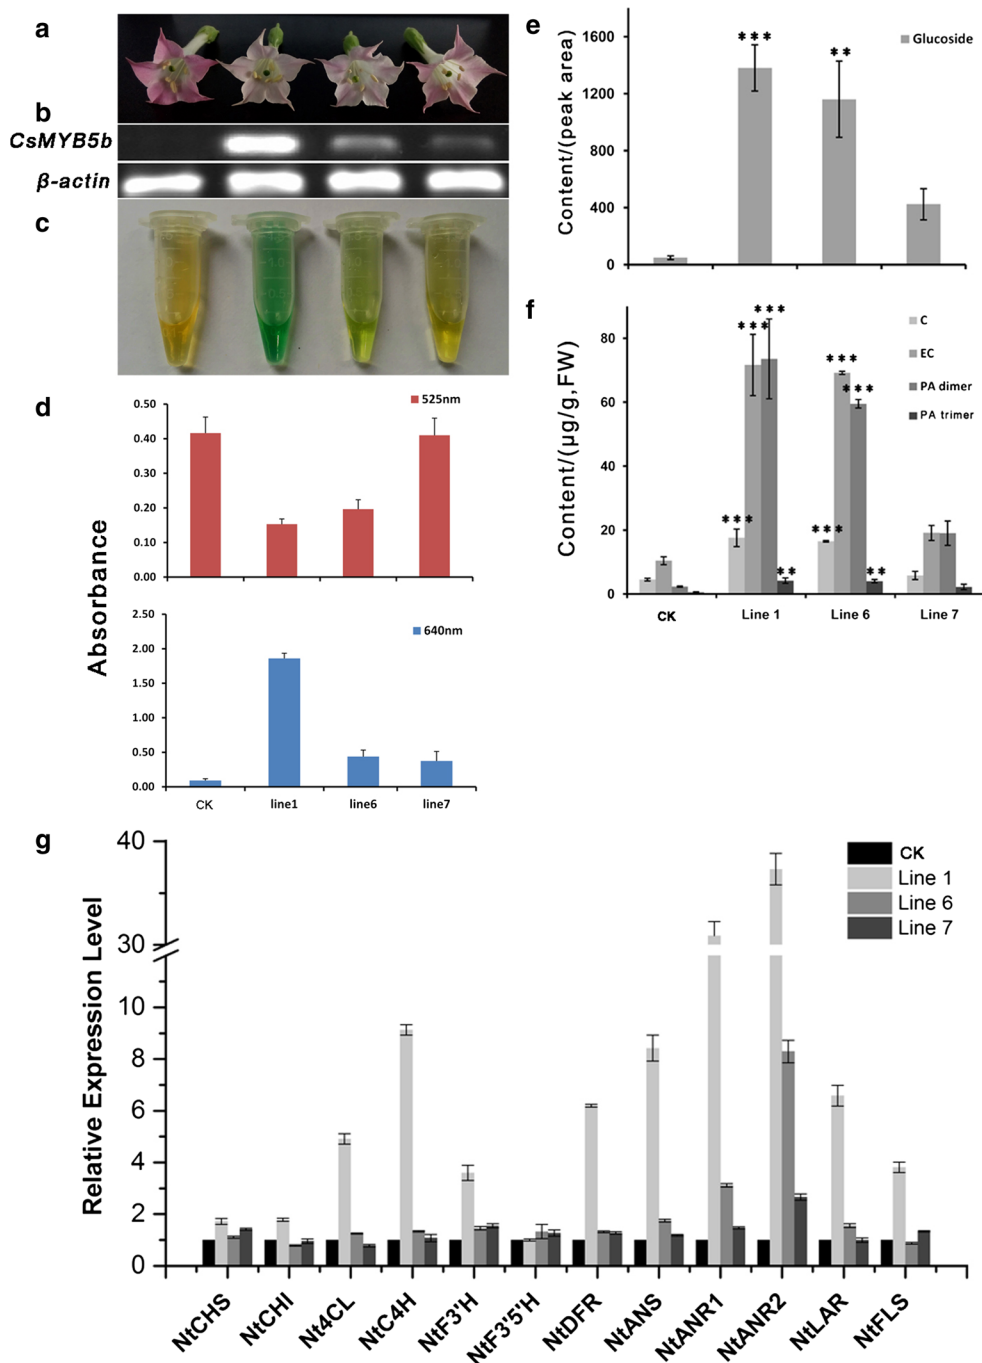 a
b
CsMYB5b
β-actin
c
d
0.50
0.40
0.30
0.20
0.10
0.00
525nm
Absorbance
2.50
2.00
1.50
1.00
0.50
0.00
640nm
CK line1 line6 line7
e
Content/(peak area)
1600
1200
800
400
0
Glucoside
*** **
f
Content/(μg/g,FW)
80
60
40
20
0
C
EC
PA dimer
PA trimer
*** *** *** **
*** *** *** **
CK Line 1 Line 6 Line 7
g
Relative Expression Level
40
30
10
8
6
4
2
0
CK
Line 1
Line 6
Line 7
NtCHS NtCHI Nt4CL NtC4H NtF3'H NtF3'5'H NtDFR NtANS NtANR1 NtANR2 NtLAR NtFLS